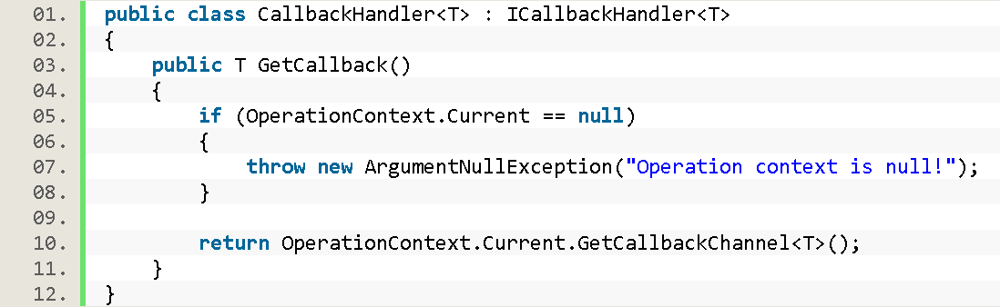 01. public class CallbackHandler<T> : ICallbackHandler<T>
02. {
03.     public T GetCallback()
04.     {
05.         if (OperationContext.Current == null)
06.         {
07.             throw new ArgumentNullException("Operation context is null!");
08.         }
09.
10.         return OperationContext.Current.GetCallbackChannel<T>();
11.     }
12. }